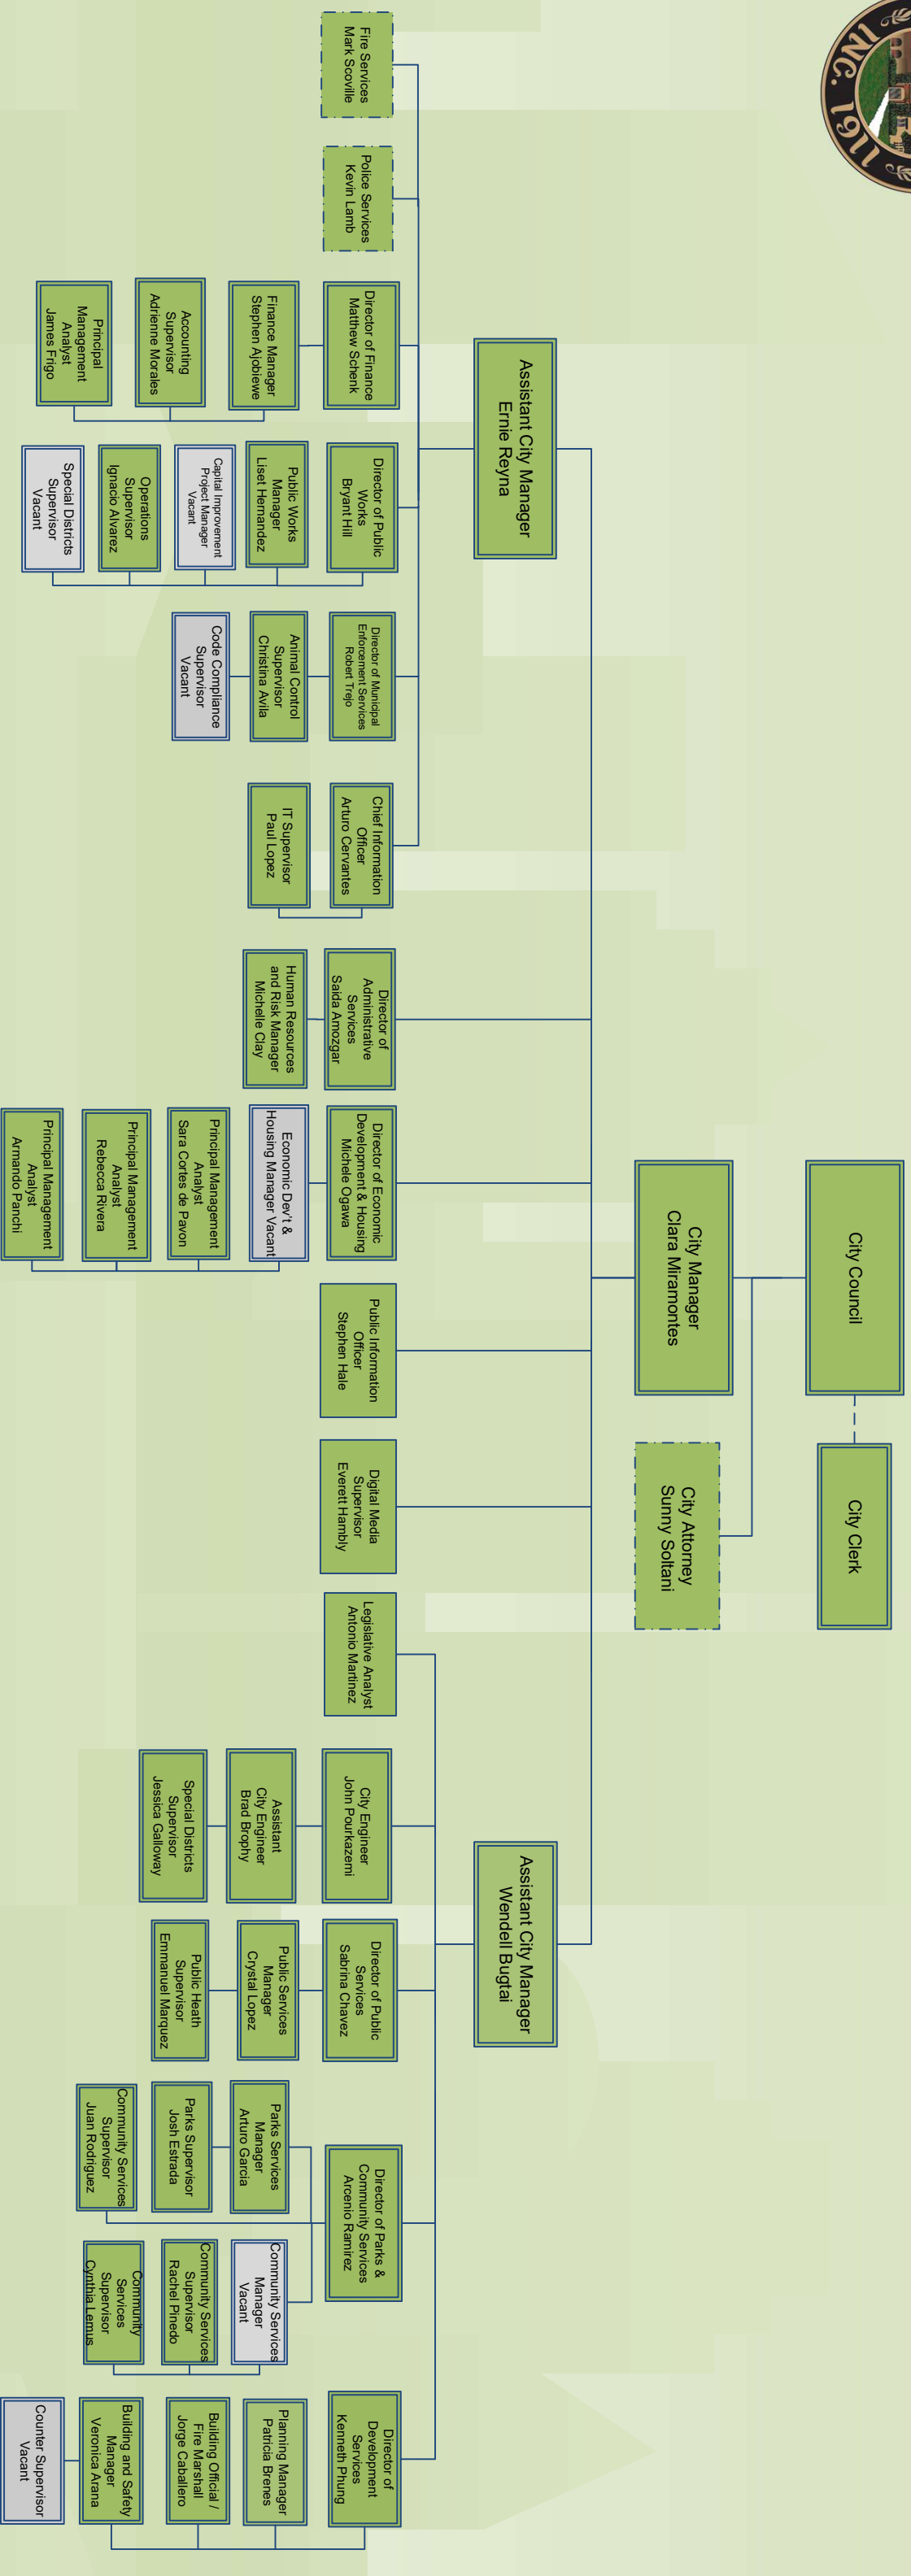 INC.
1911
City Council
City Clerk
City Manager
Clara Miramontes
City Attorney
Sunny Soltani
Assistant City Manager
Ernie Reyna
Assistant City Manager
Wendell Bugtai
Fire Services
Mark Scoville
Police Services
Kevin Lamb
Director of Finance
Matthew Schenk
Finance Manager
Stephen Ajobiewe
Accounting
Supervisor
Adrienne Morales
Principal
Management
Analyst
James Frigo
Director of Public
Works
Bryant Hill
Public Works
Manager
Liset Hernandez
Capital Improvement
Project Manager
Vacant
Operations
Supervisor
Ignacio Alvarez
Special Districts
Supervisor
Vacant
Director of Municipal
Enforcement Services
Robert Trejo
Animal Control
Supervisor
Christina Avila
Code Compliance
Supervisor
Vacant
Chief Information
Officer
Arturo Cervantes
IT Supervisor
Paul Lopez
Director of
Administrative
Services
Saida Amozgar
Human Resources
and Risk Manager
Michelle Clay
Director of Economic
Development & Housing
Michele Ogawa
Economic Dev't &
Housing Manager Vacant
Principal Management
Analyst
Sara Cortes de Pavon
Principal Management
Analyst
Rebecca Rivera
Principal Management
Analyst
Armando Panchi
Public Information
Officer
Stephen Hale
Digital Media
Supervisor
Everett Hambly
Legislative Analyst
Antonio Martinez
City Engineer
John Pourkazemi
Assistant
City Engineer
Brad Brophy
Special Districts
Supervisor
Jessica Galloway
Director of Public
Services
Sabrina Chavez
Public Services
Manager
Crystal Lopez
Public Heath
Supervisor
Emmanuel Marquez
Director of Parks &
Community Services
Arcenio Ramirez
Parks Services
Manager
Arturo Garcia
Parks Supervisor
Josh Estrada
Community Services
Supervisor
Juan Rodriguez
Community Services
Manager
Vacant
Community Services
Supervisor
Rachel Pinedo
Community
Services
Supervisor
Cynthia Lemus
Director of
Development
Services
Kenneth Phung
Planning Manager
Patricia Brenes
Building Official /
Fire Marshall
Jorge Caballero
Building and Safety
Manager
Veronica Arana
Counter Supervisor
Vacant